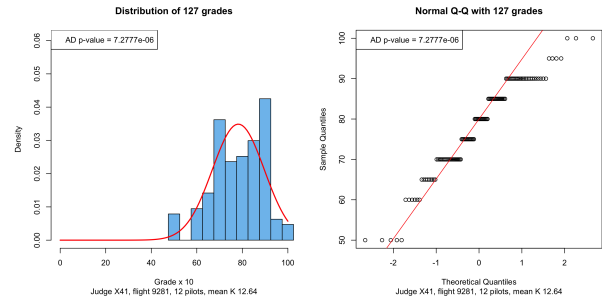 Distribution of 127 grades
AD p-value = 7.2777e-06
Density
0.00
0.01
0.02
0.03
0.04
0.05
0.06
0
20
40
60
80
100
Grade x 10
Judge X41, flight 9281, 12 pilots, mean K 12.64
Normal Q-Q with 127 grades
AD p-value = 7.2777e-06
Sample Quantiles
50
60
70
80
90
100
-2
-1
0
1
2
Theoretical Quantiles
Judge X41, flight 9281, 12 pilots, mean K 12.64